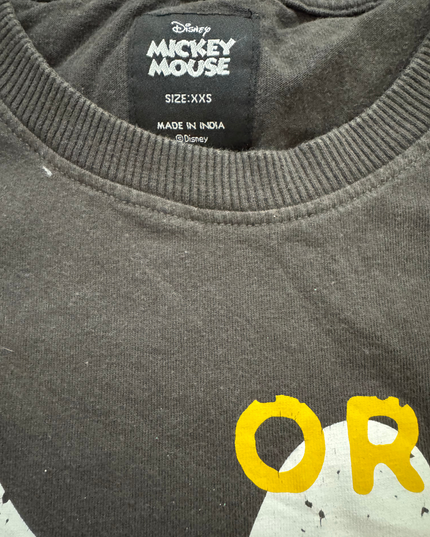 Disney
MICKEY
MOUSE
SIZE:XXS
MADE IN INDIA
©Disney
OR